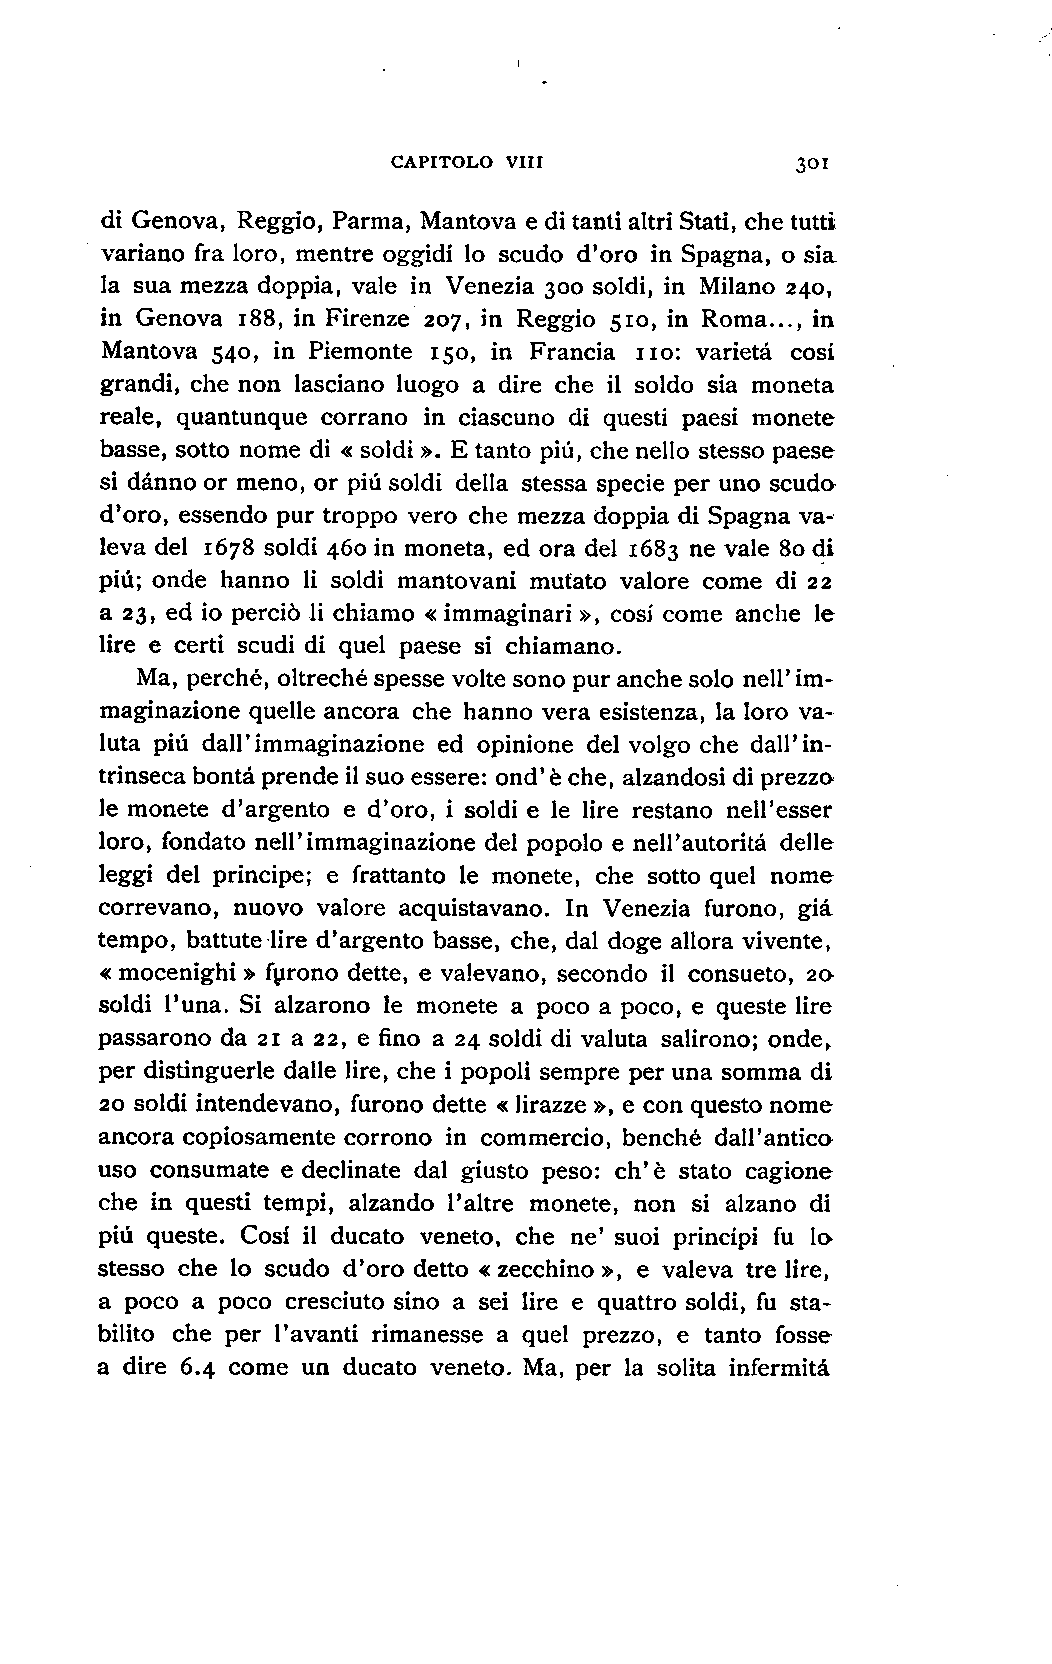 CAPITOLO VIII 301
di Genova, Reggio, Parma, Mantova e di tanti altri Stati, che tutti
variano fra loro, mentre oggidí lo scudo d'oro in Spagna, o sia
la sua mezza doppia, vale in Venezia 300 soldi, in Milano 240,
in Genova 188, in Firenze 207, in Reggio 510, in Roma..., in
Mantova 540, in Piemonte 150, in Francia 110: varietá cosí
grandi, che non lasciano luogo a dire che il soldo sia moneta
reale, quantunque corrano in ciascuno di questi paesi monete
basse, sotto nome di « soldi ». E tanto piú, che nello stesso paese
si dánno or meno, or piú soldi della stessa specie per uno scudo
d'oro, essendo pur troppo vero che mezza doppia di Spagna va-
leva del 1678 soldi 460 in moneta, ed ora del 1683 ne vale 80 di
piú; onde hanno li soldi mantovani mutato valore come di 22
a 23, ed io perciò li chiamo « immaginari », cosí come anche le
lire e certi scudi di quel paese si chiamano.
Ma, perché, oltreché spesse volte sono pur anche solo nell'im-
maginazione quelle ancora che hanno vera esistenza, la loro va-
luta piú dall'immaginazione ed opinione del volgo che dall'in-
trinseca bontá prende il suo essere: ond'è che, alzandosi di prezzo
le monete d'argento e d'oro, i soldi e le lire restano nell'esser
loro, fondato nell'immaginazione del popolo e nell'autoritá delle
leggi del principe; e frattanto le monete, che sotto quel nome
correvano, nuovo valore acquistavano. In Venezia furono, giá
tempo, battute lire d'argento basse, che, dal doge allora vivente,
« mocenighi » furono dette, e valevano, secondo il consueto, 20
soldi l'una. Si alzarono le monete a poco a poco, e queste lire
passarono da 21 a 22, e fino a 24 soldi di valuta salirono; onde,
per distinguerle dalle lire, che i popoli sempre per una somma di
20 soldi intendevano, furono dette « lirazze », e con questo nome
ancora copiosamente corrono in commercio, benché dall'antico
uso consumate e declinate dal giusto peso: ch'è stato cagione
che in questi tempi, alzando l'altre monete, non si alzano di
piú queste. Cosí il ducato veneto, che ne' suoi princípi fu lo
stesso che lo scudo d'oro detto « zecchino », e valeva tre lire,
a poco a poco cresciuto sino a sei lire e quattro soldi, fu sta-
bilito che per l'avanti rimanesse a quel prezzo, e tanto fosse
a dire 6.4 come un ducato veneto. Ma, per la solita infermitá